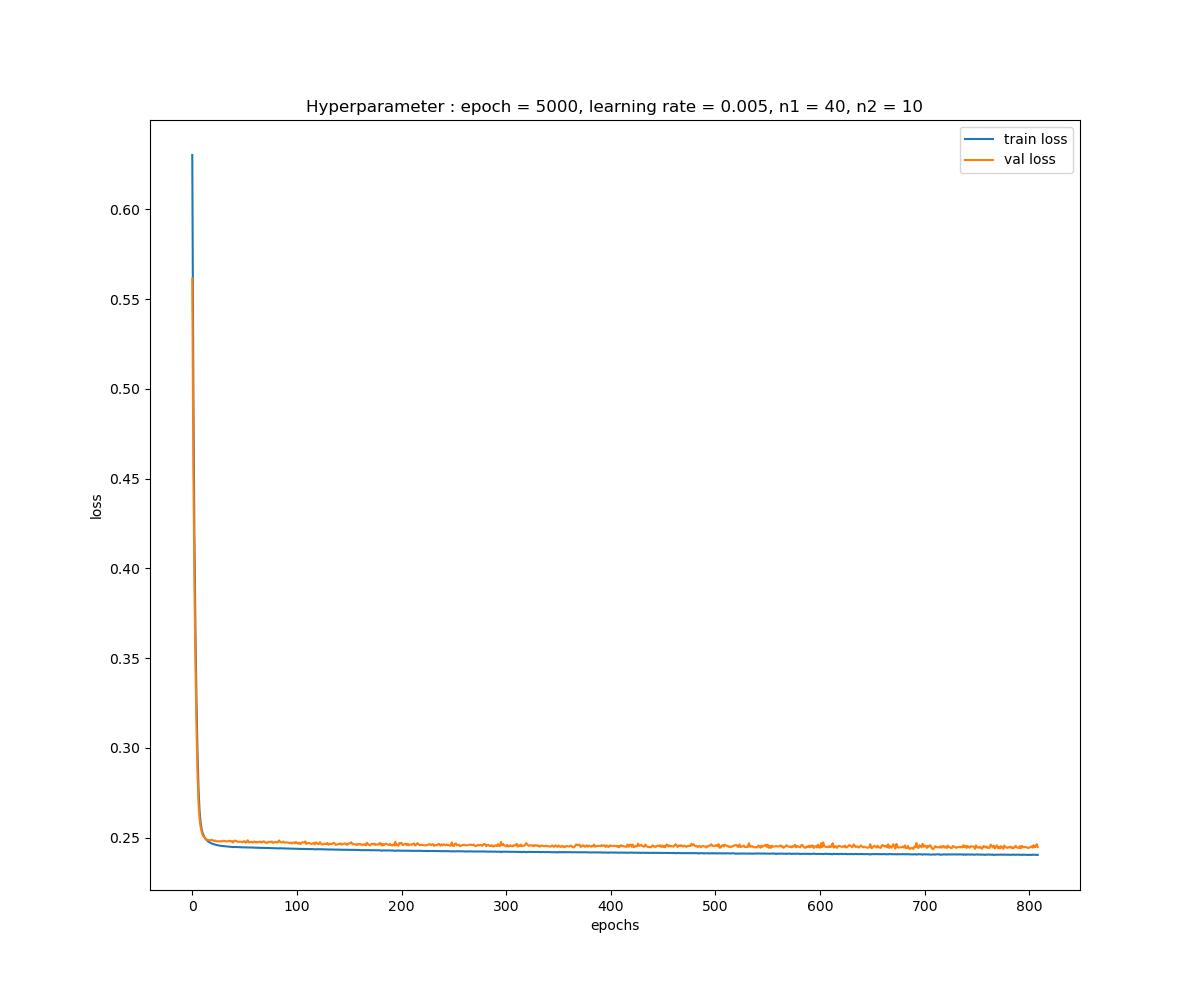 Hyperparameter : epoch = 5000, learning rate = 0.005, n1 = 40, n2 = 10
train loss
val loss
0.60
0.55
0.50
0.45
0.40
0.35
0.30
0.25
loss
0 100 200 300 400 500 600 700 800
epochs